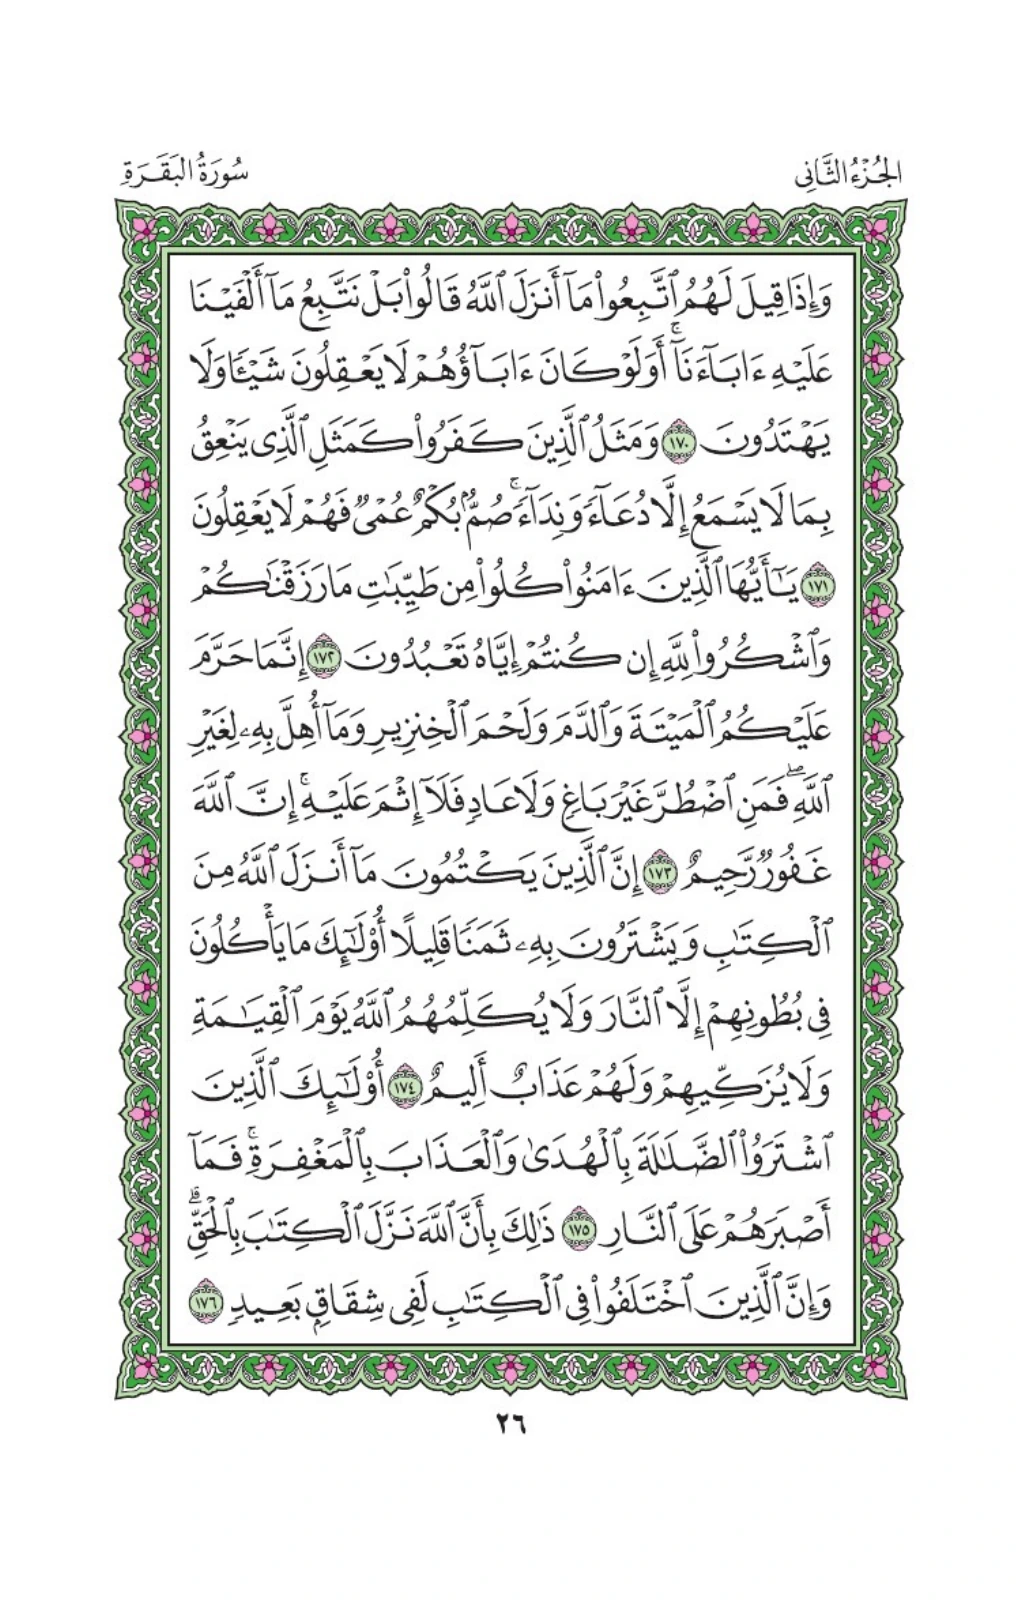 الجُزْءُ الثَّانِي
سُورَةُ البَقَرَةِ
وَإِذَا قِيلَ لَهُمُ ٱتَّبِعُوا۟ مَآ أَنزَلَ ٱللَّهُ قَالُوا۟ بَلْ نَتَّبِعُ مَآ أَلْفَيْنَا
عَلَيْهِ ءَابَآءَنَآ ۚ أَوَلَوْ كَانَ ءَابَآؤُهُمْ لَا يَعْقِلُونَ شَيْـًٔا وَلَا
يَهْتَدُونَ ١٧٠ وَمَثَلُ ٱلَّذِينَ كَفَرُوا۟ كَمَثَلِ ٱلَّذِى يَنْعِقُ
بِمَا لَا يَسْمَعُ إِلَّا دُعَآءً وَنِدَآءً ۚ صُمٌّۢ بُكْمٌ عُمْىٌ فَهُمْ لَا يَعْقِلُونَ
١٧١ يَـٰٓأَيُّهَا ٱلَّذِينَ ءَامَنُوا۟ كُلُوا۟ مِن طَيِّبَـٰتِ مَا رَزَقْنَـٰكُمْ
وَٱشْكُرُوا۟ لِلَّهِ إِن كُنتُمْ إِيَّاهُ تَعْبُدُونَ ١٧٢ إِنَّمَا حَرَّمَ
عَلَيْكُمُ ٱلْمَيْتَةَ وَٱلدَّمَ وَلَحْمَ ٱلْخِنزِيرِ وَمَآ أُهِلَّ بِهِۦ لِغَيْرِ
ٱللَّهِ ۖ فَمَنِ ٱضْطُرَّ غَيْرَ بَاغٍ وَلَا عَادٍ فَلَآ إِثْمَ عَلَيْهِ ۚ إِنَّ ٱللَّهَ
غَفُورٌ رَّحِيمٌ ١٧٣ إِنَّ ٱلَّذِينَ يَكْتُمُونَ مَآ أَنزَلَ ٱللَّهُ مِنَ
ٱلْكِتَـٰبِ وَيَشْتَرُونَ بِهِۦ ثَمَنًا قَلِيلًا أُو۟لَـٰٓئِكَ مَا يَأْكُلُونَ
فِى بُطُونِهِمْ إِلَّا ٱلنَّارَ وَلَا يُكَلِّمُهُمُ ٱللَّهُ يَوْمَ ٱلْقِيَـٰمَةِ
وَلَا يُزَكِّيهِمْ وَلَهُمْ عَذَابٌ أَلِيمٌ ١٧٤ أُو۟لَـٰٓئِكَ ٱلَّذِينَ
ٱشْتَرَوُا۟ ٱلضَّلَـٰلَةَ بِٱلْهُدَىٰ وَٱلْعَذَابَ بِٱلْمَغْفِرَةِ ۚ فَمَآ
أَصْبَرَهُمْ عَلَى ٱلنَّارِ ١٧٥ ذَٰلِكَ بِأَنَّ ٱللَّهَ نَزَّلَ ٱلْكِتَـٰبَ بِٱلْحَقِّ ۗ
وَإِنَّ ٱلَّذِينَ ٱخْتَلَفُوا۟ فِى ٱلْكِتَـٰبِ لَفِى شِقَاقٍۭ بَعِيدٍ ١٧٦
٢٦